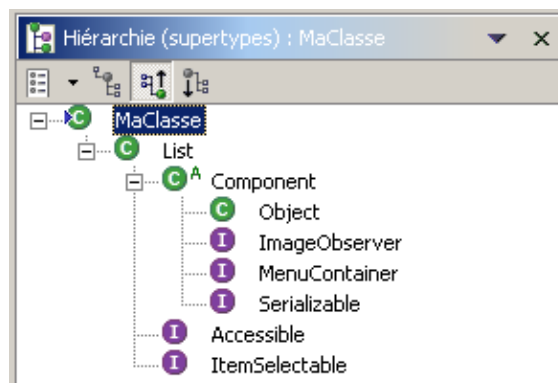 Hiérarchie (supertypes) : MaClasse
MaClasse
C List
C A Component
C Object
I ImageObserver
I MenuContainer
I Serializable
I Accessible
I ItemSelectable